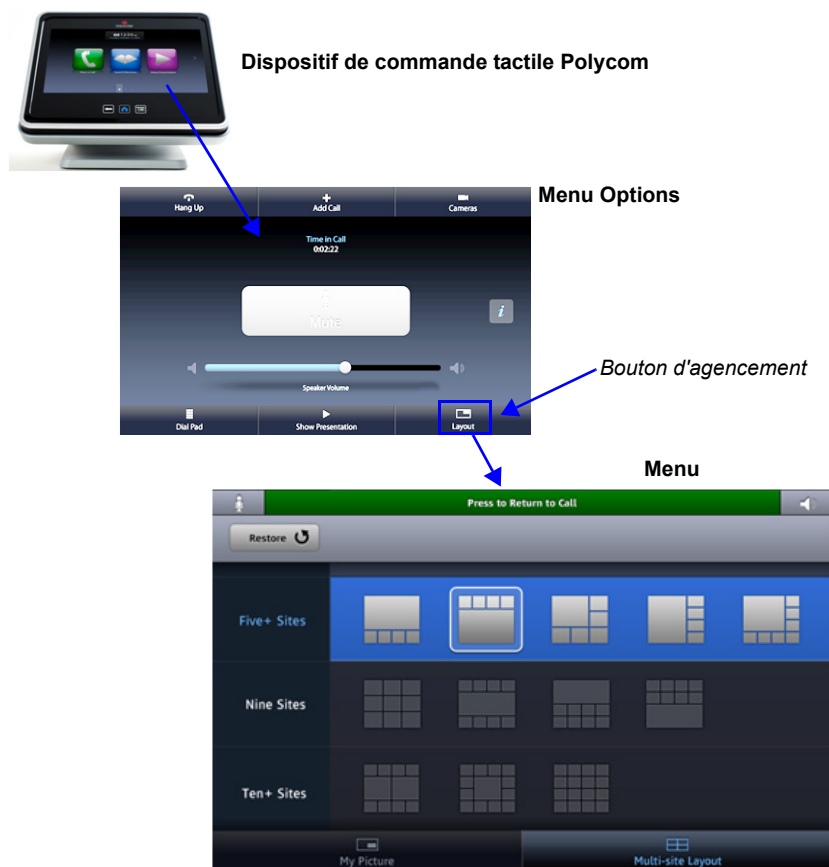 Dispositif de commande tactile Polycom
Menu Options
Hang Up
Add Call
Cameras
Time in Call
0:02:22
Mute
i
Speaker Volume
Bouton d'agencement
Dial Pad
Show Presentation
Layout
Menu
Press to Return to Call
Restore
Five+ Sites
Nine Sites
Ten+ Sites
My Picture
Multi-site Layout